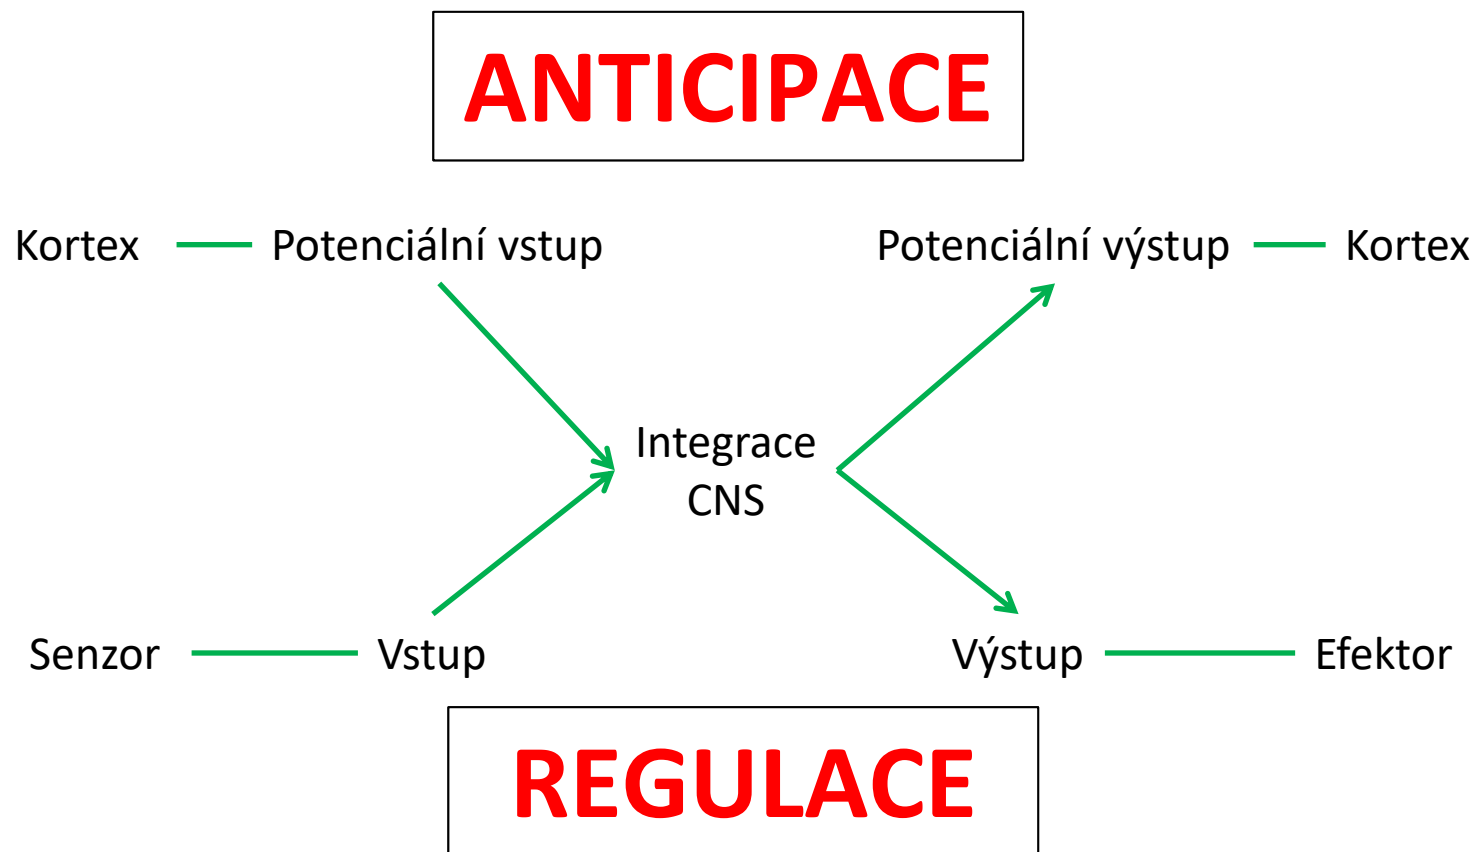 ANTICIPACE
Kortex
Potenciální vstup
Potenciální výstup
Kortex
Integrace
CNS
Senzor
Vstup
Výstup
Efektor
REGULACE